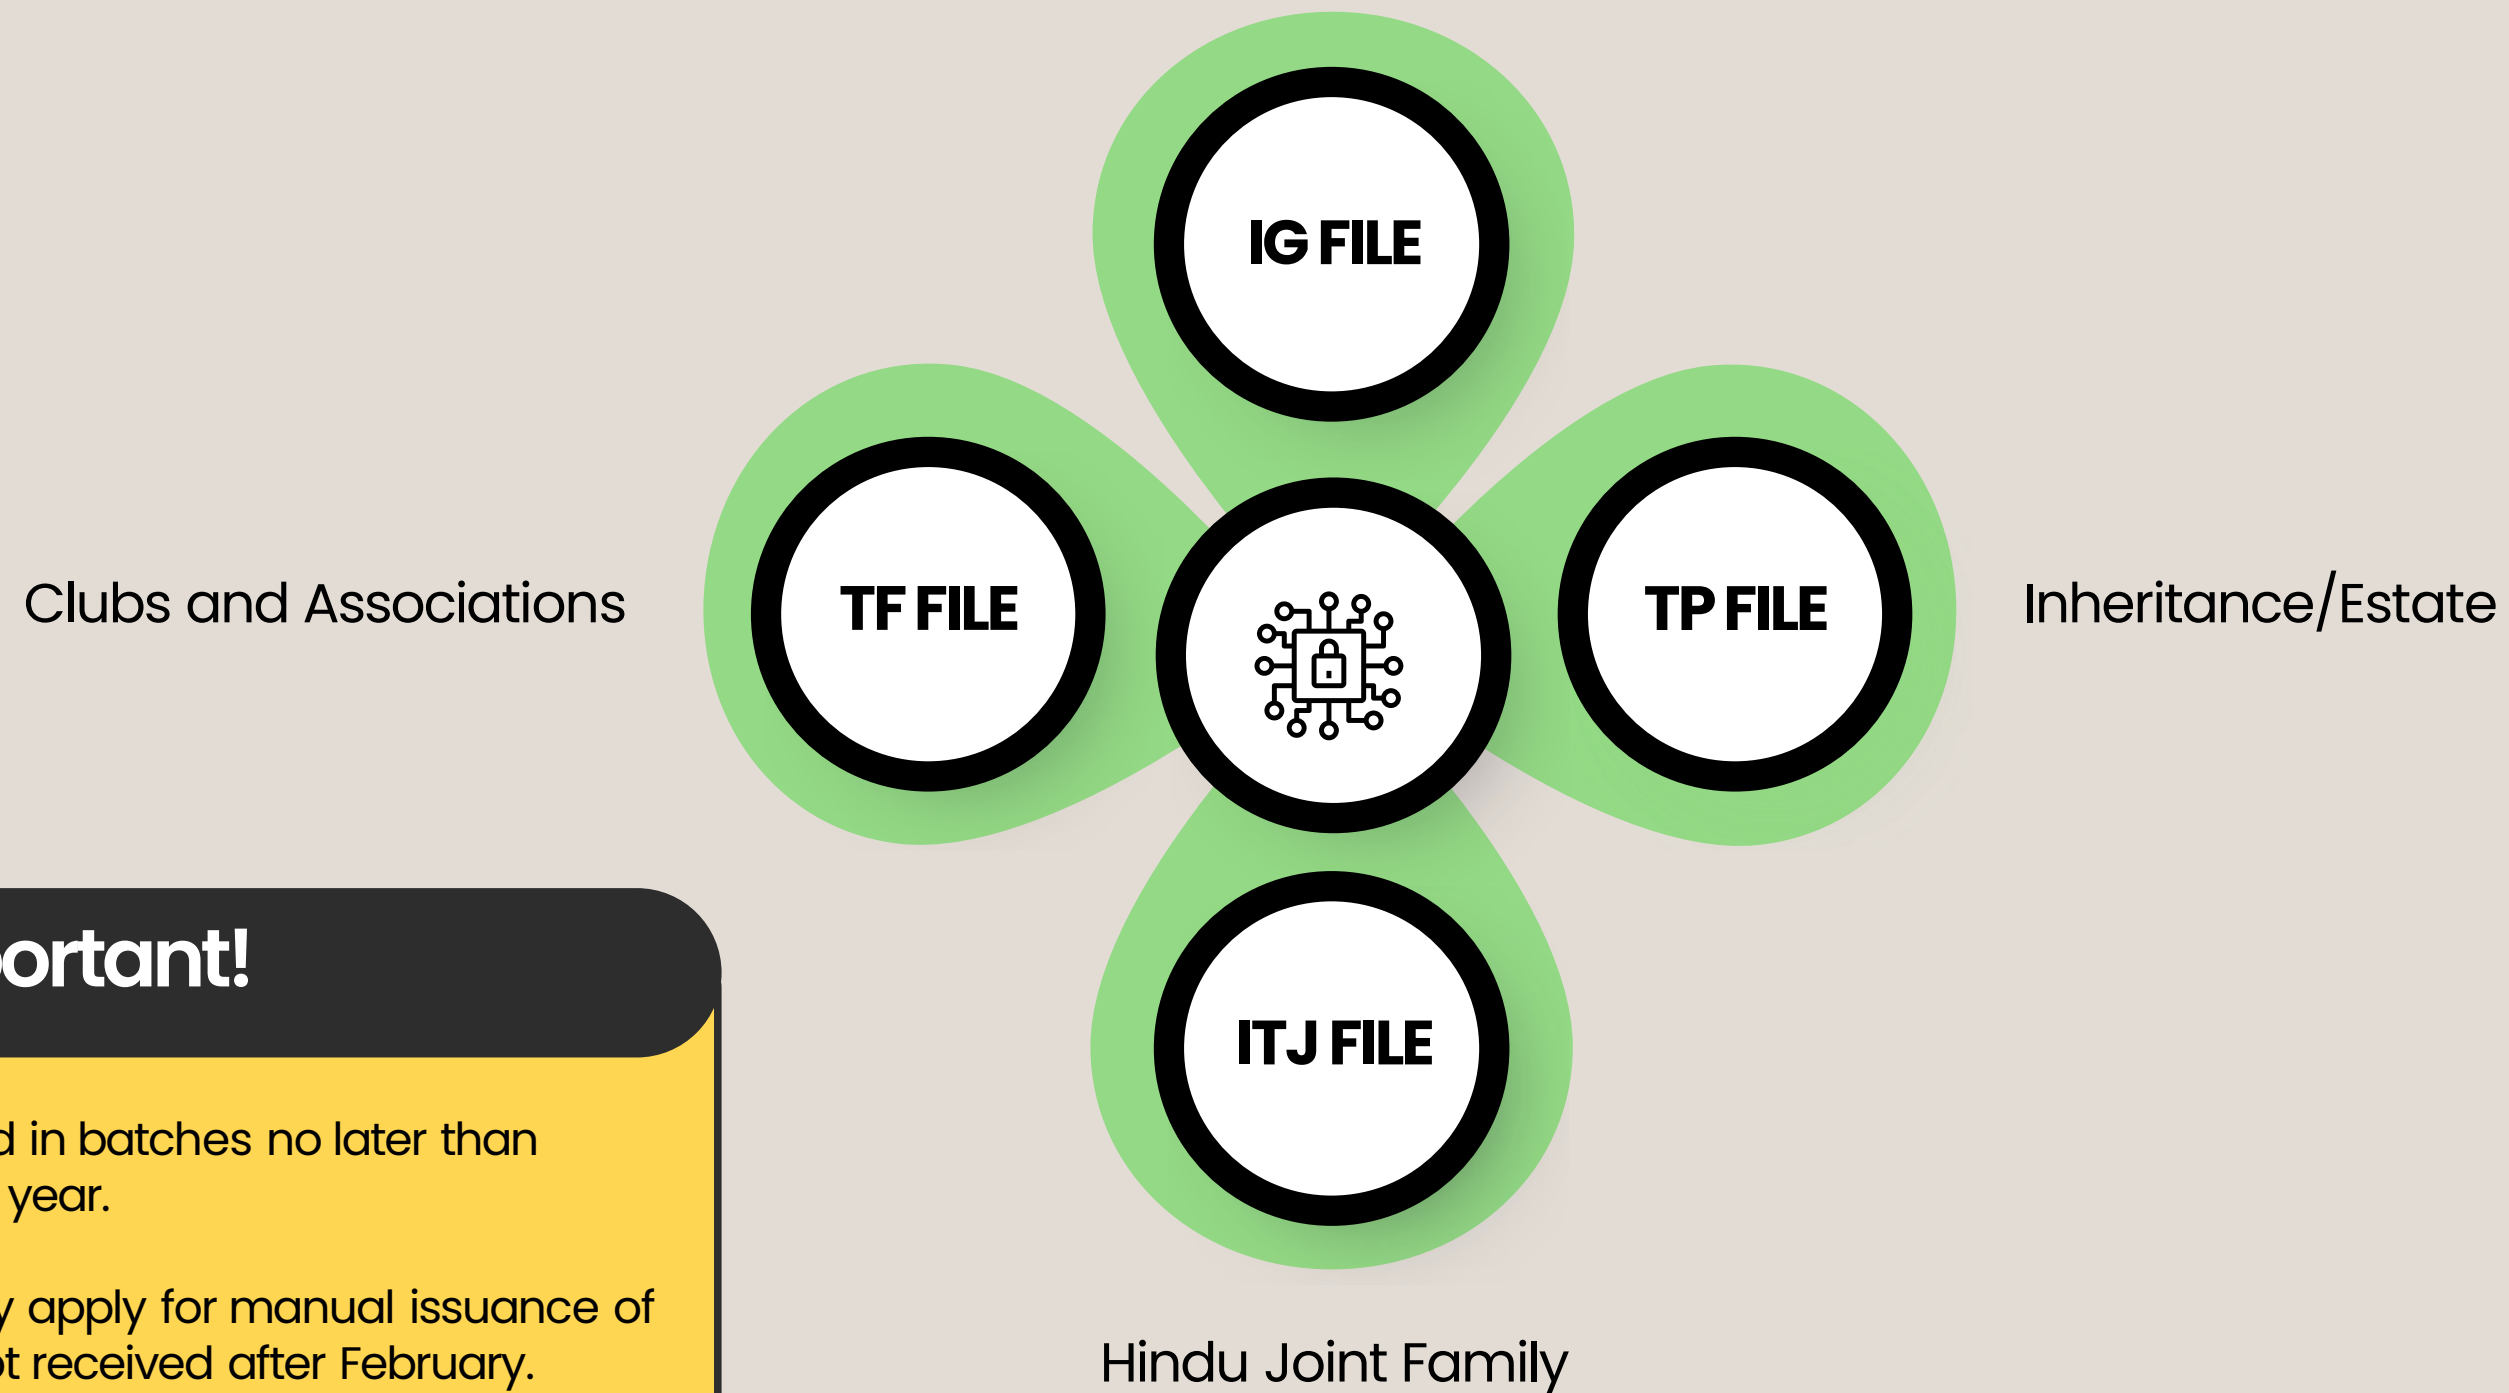 IG FILE
Clubs and Associations
TF FILE
TP FILE
Inheritance/Estate
ITJ FILE
Hindu Joint Family
ortant!
in batches no later than
year.
apply for manual issuance of
received after February.